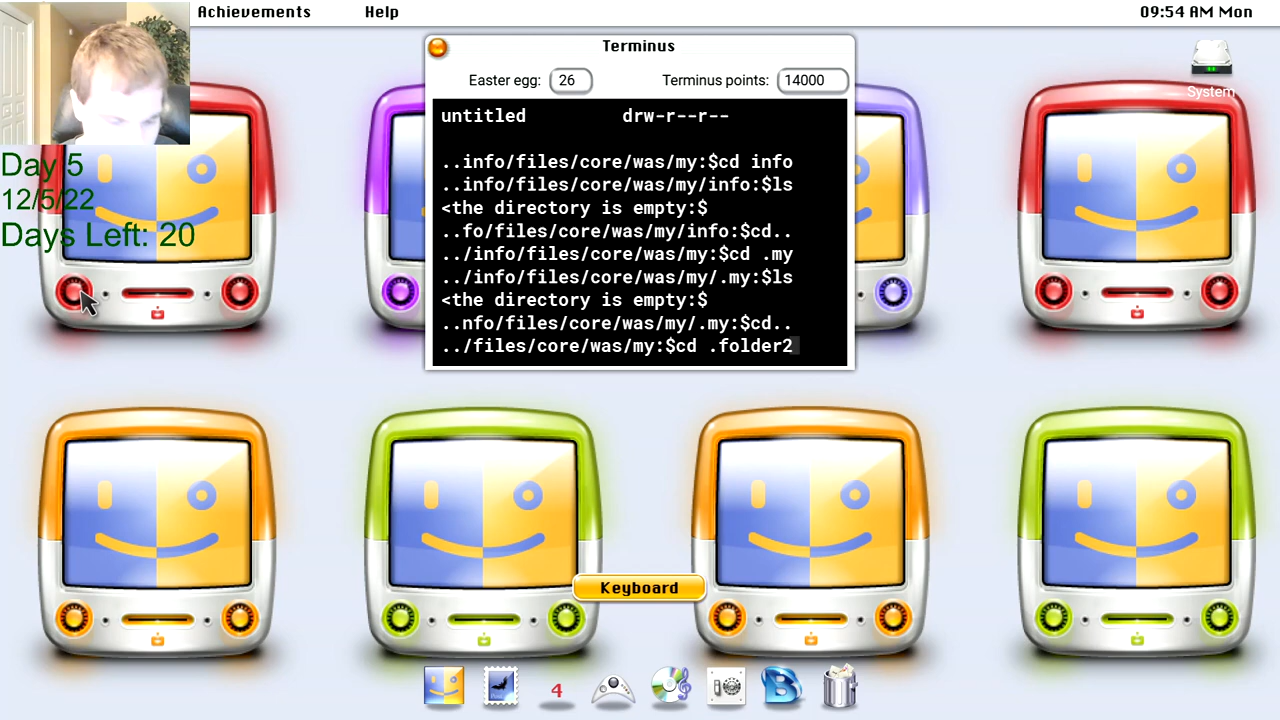 Achievements Help 09:54 AM Mon
Terminus
Easter egg: 26 Terminus points: 14000
System
untitled drw-r--r--
..info/files/core/was/my:$cd info
..info/files/core/was/my/info:$ls
<the directory is empty:$
..fo/files/core/was/my/info:$cd..
../info/files/core/was/my:$cd .my
../info/files/core/was/my/.my:$ls
<the directory is empty:$
..nfo/files/core/was/my/.my:$cd..
../files/core/was/my:$cd .folder2
Day 5
12/5/22
Days Left: 20
Keyboard
4
B